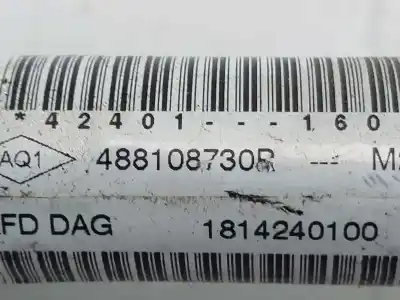 *42401---160
AQ1 488108730R --- M
FD DAG 1814240100